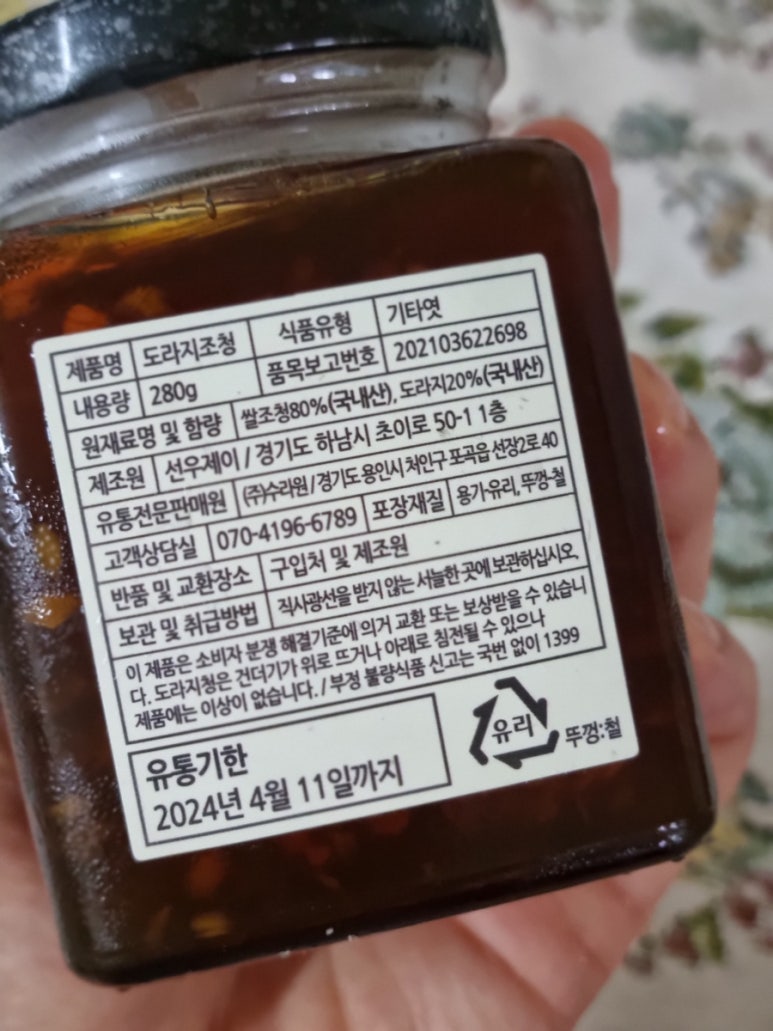 제품명 도라지조청 식품유형 기타엿
내용량 280g 품목보고번호 202103622698
원재료명 및 함량 쌀조청80%(국내산), 도라지20%(국내산)
제조원 선우제이 / 경기도 하남시 초이로 50-1 1층
유통전문판매원 (주)수라원 / 경기도 용인시 처인구 포곡읍 선장2로 40
고객상담실 070-4196-6789 포장재질 용기-유리, 뚜껑-철
반품 및 교환장소 구입처 및 제조원
보관 및 취급방법 직사광선을 받지 않는 서늘한 곳에 보관하십시오.
이 제품은 소비자 분쟁 해결기준에 의거 교환 또는 보상받을 수 있습니
다. 도라지청은 건더기가 위로 뜨거나 아래로 침전될 수 있으나
제품에는 이상이 없습니다. / 부정 불량식품 신고는 국번 없이 1399
유통기한
2024년 4월 11일까지
유리
뚜껑:철